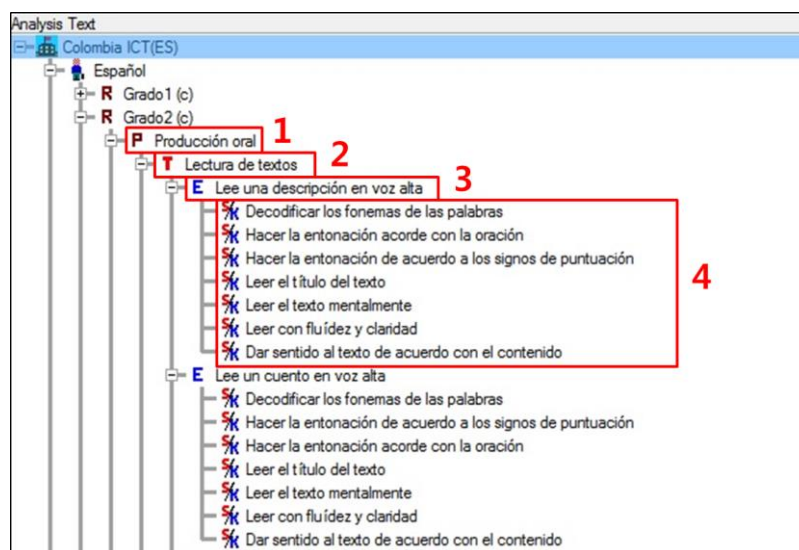 Analysis Text
Colombia ICT(ES)
Español
R Grado1 (c)
R Grado2 (c)
P Producción oral 1
T Lectura de textos 2
E Lee una descripción en voz alta 3
S/K Decodificar los fonemas de las palabras
S/K Hacer la entonación acorde con la oración
S/K Hacer la entonación de acuerdo a los signos de puntuación
S/K Leer el título del texto 4
S/K Leer el texto mentalmente
S/K Leer con fluídez y claridad
S/K Dar sentido al texto de acuerdo con el contenido
E Lee un cuento en voz alta
S/K Decodificar los fonemas de las palabras
S/K Hacer la entonación de acuerdo a los signos de puntuación
S/K Hacer la entonación acorde con la oración
S/K Leer el título del texto
S/K Leer el texto mentalmente
S/K Leer con fluídez y claridad
S/K Dar sentido al texto de acuerdo con el contenido